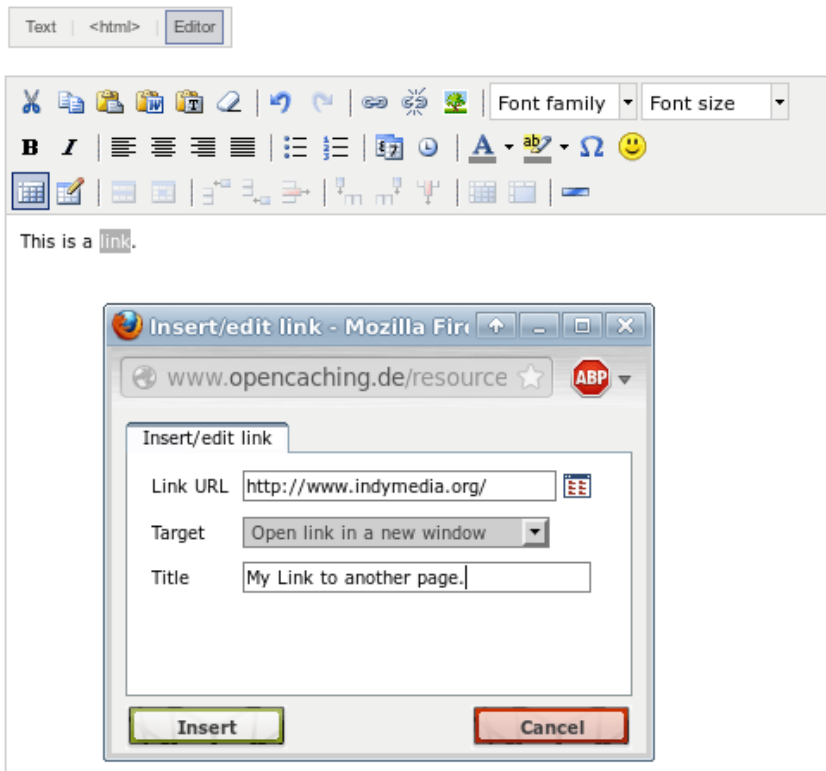 Text | <html> | Editor
Font family Font size
B I A ab Ω
This is a link.
Insert/edit link - Mozilla Fire
www.opencaching.de/resource ABP
Insert/edit link
Link URL http://www.indymedia.org/
Target Open link in a new window
Title My Link to another page.
Insert Cancel